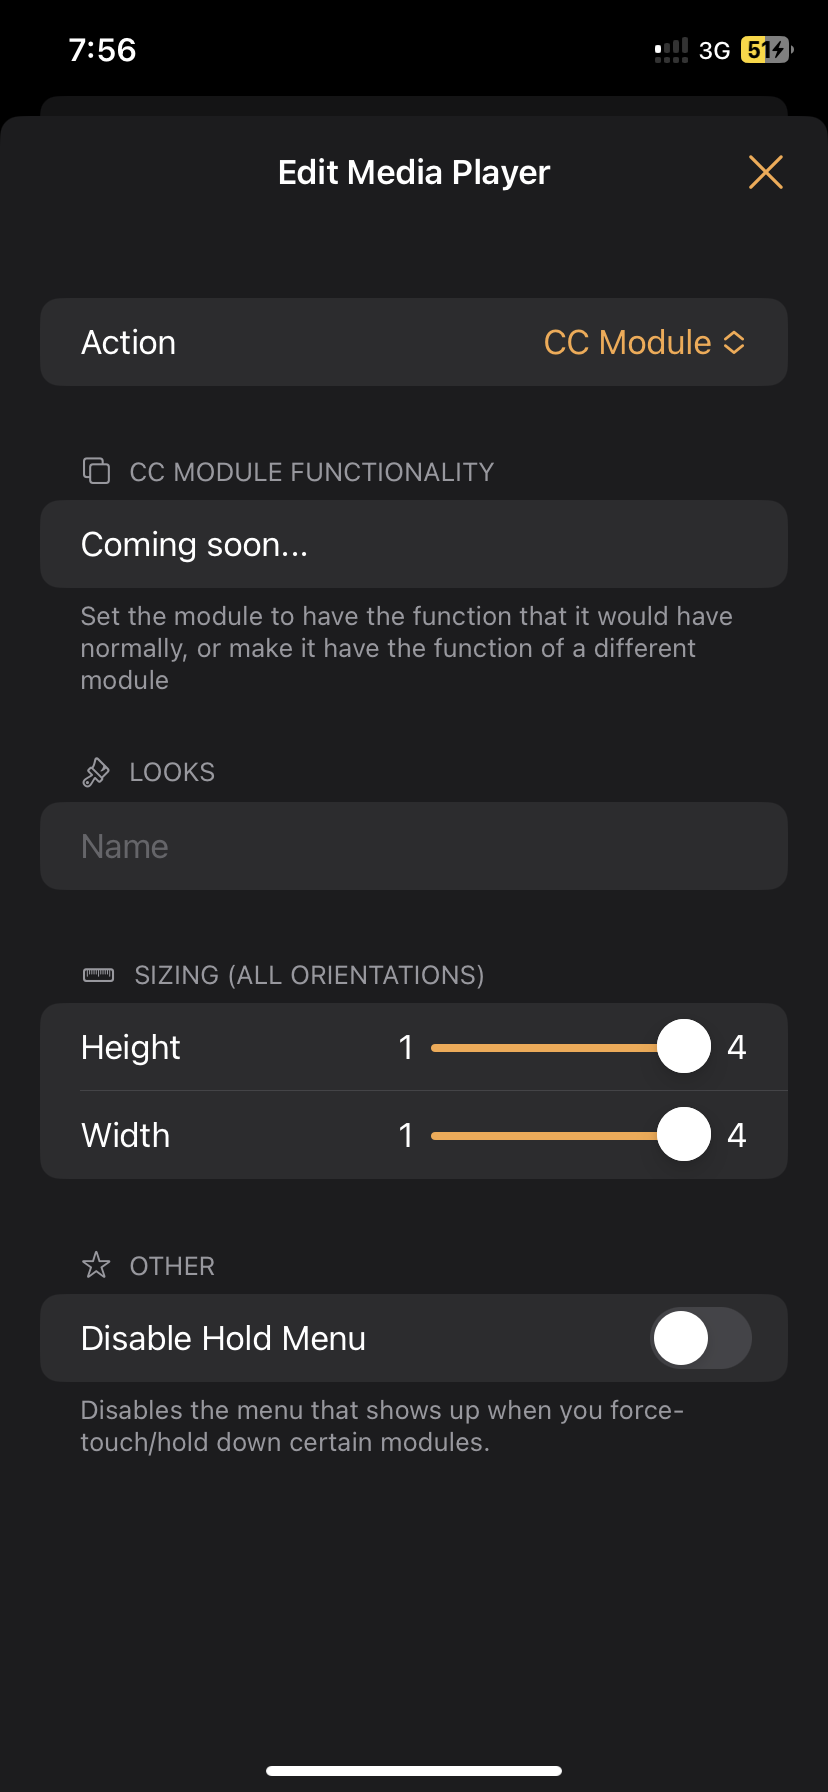 7:56
3G 51
Edit Media Player
Action CC Module
CC MODULE FUNCTIONALITY
Coming soon...
Set the module to have the function that it would have
normally, or make it have the function of a different
module
LOOKS
Name
SIZING (ALL ORIENTATIONS)
Height 1 4
Width 1 4
OTHER
Disable Hold Menu
Disables the menu that shows up when you force-
touch/hold down certain modules.